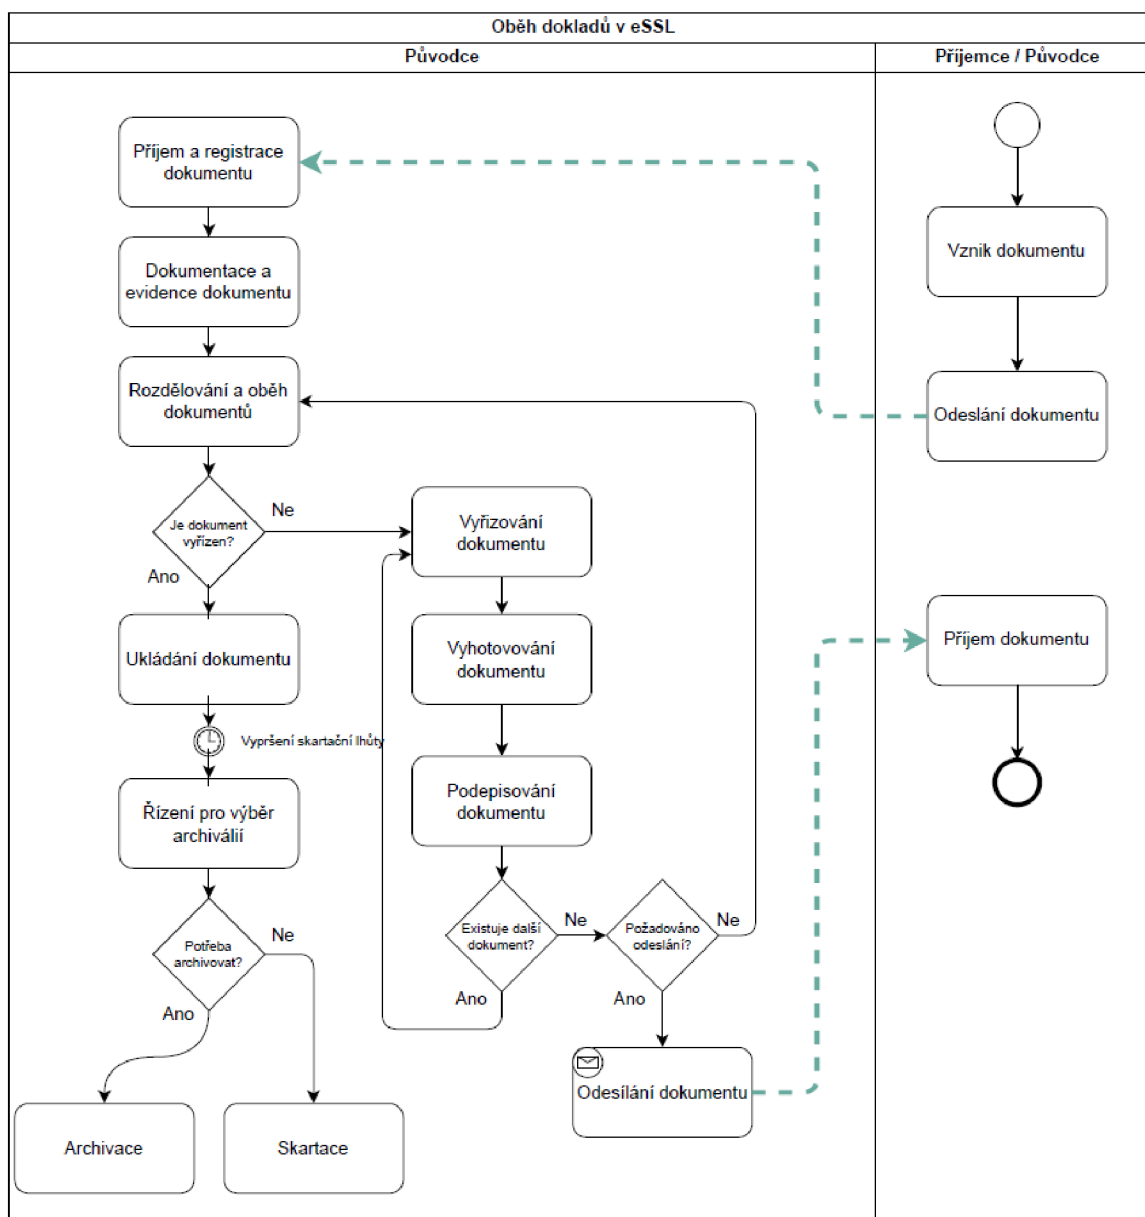 Oběh dokladů v eSSL
Původce
Příjemce / Původce
Příjem a registrace
dokumentu
Dokumentace a
evidence dokumentu
Rozdělování a oběh
dokumentů
Je dokument
vyřízen?
Ne
Ano
Ukládání dokumentu
Vypršení skartační lhůty
Řízení pro výběr
archiválií
Potřeba
archivovat?
Ne
Ano
Archivace
Skartace
Vyřizování
dokumentu
Vyhotovování
dokumentu
Podepisování
dokumentu
Existuje další
dokument?
Ne
Ano
Požadováno
odeslání?
Ne
Ano
Odesílání dokumentu
Vznik dokumentu
Odeslání dokumentu
Příjem dokumentu